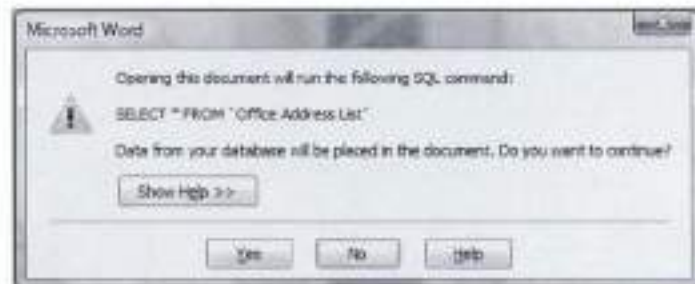 Microsoft Word
Opening this document will run the following SQL command:
SELECT * FROM `Office Address List`
Data from your database will be placed in the document. Do you want to continue?
Show Help >>
Yes
No
Help